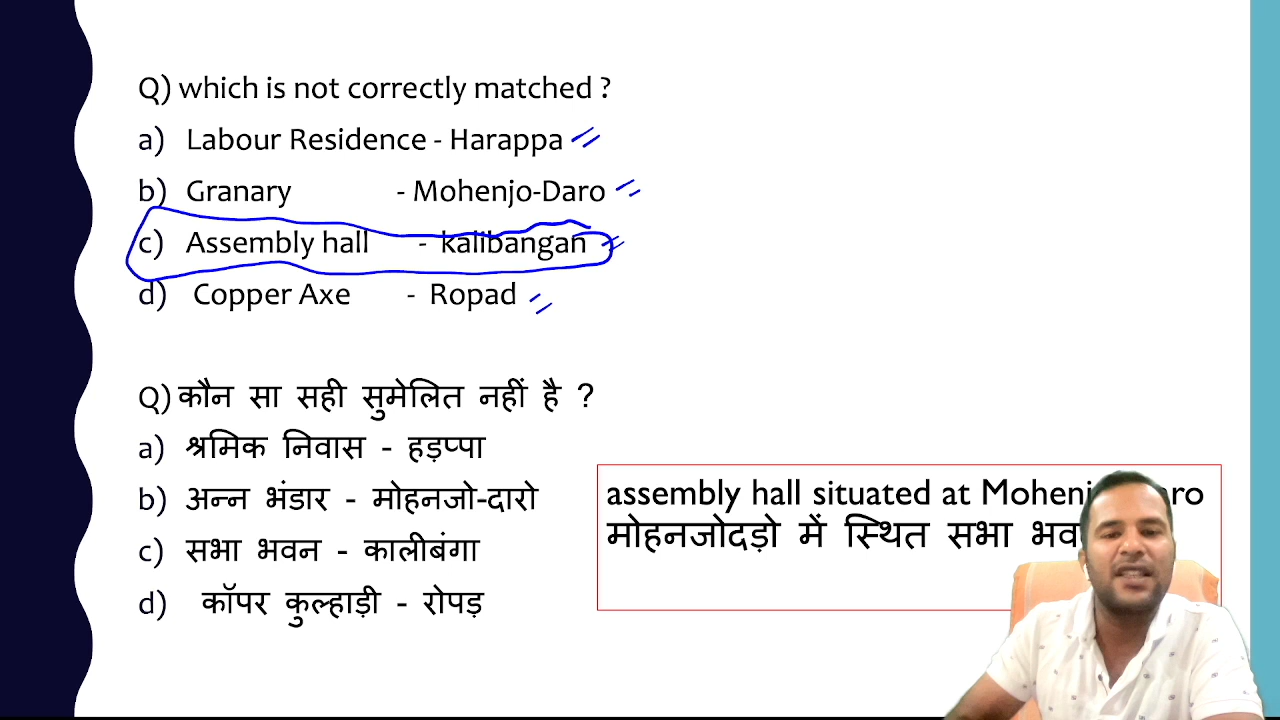 Q) which is not correctly matched ?
a) Labour Residence - Harappa
b) Granary - Mohenjo-Daro
c) Assembly hall - kalibangan
d) Copper Axe - Ropad
Q) कौन सा सही सुमेलित नहीं है ?
a) श्रमिक निवास - हड़प्पा
b) अन्न भंडार - मोहनजो-दारो
c) सभा भवन - कालीबंगा
d) कॉपर कुल्हाड़ी - रोपड़
assembly hall situated at
मोहनजोदड़ो में स्थित सभा